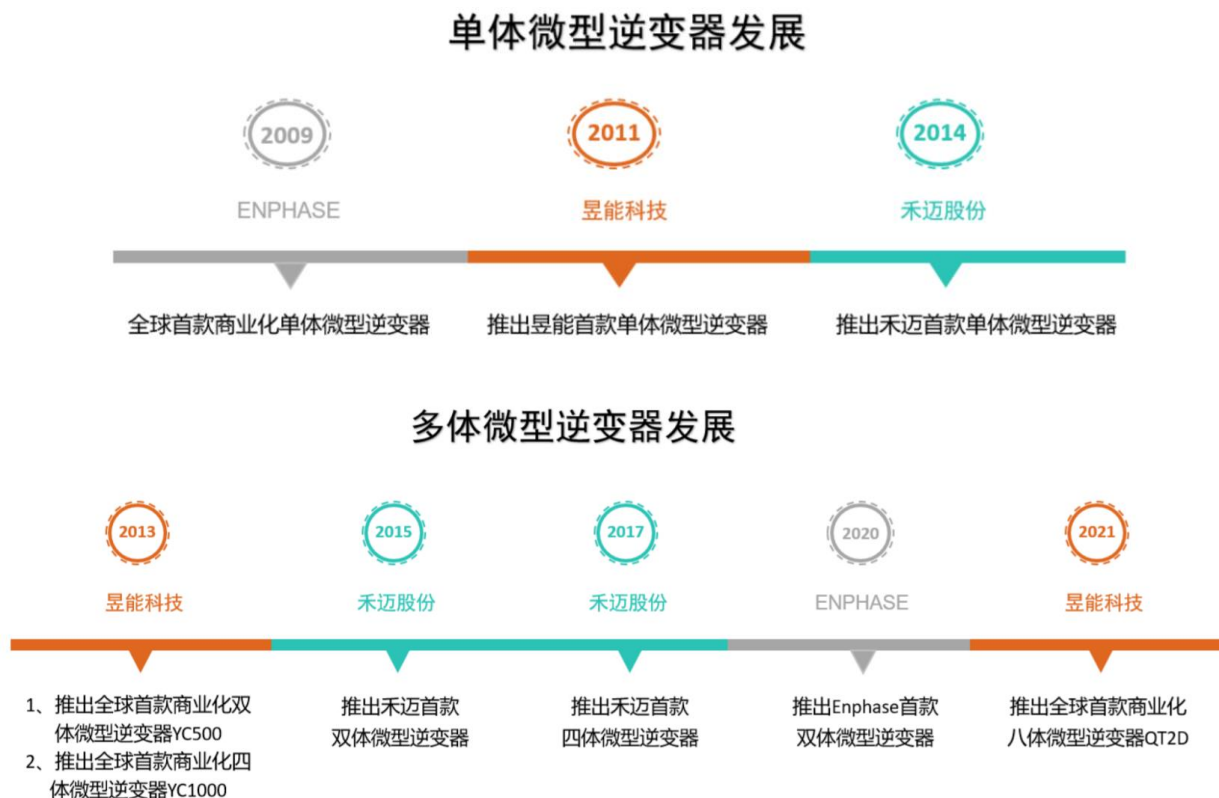 单体微型逆变器发展
2009
2011
2014
ENPHASE
昱能科技
禾迈股份
全球首款商业化单体微型逆变器
推出昱能首款单体微型逆变器
推出禾迈首款单体微型逆变器
多体微型逆变器发展
2013
2015
2017
2020
2021
昱能科技
禾迈股份
禾迈股份
ENPHASE
昱能科技
1、推出全球首款商业化双
体微型逆变器YC500
2、推出全球首款商业化四
体微型逆变器YC1000
推出禾迈首款
双体微型逆变器
推出禾迈首款
四体微型逆变器
推出Enphase首款
双体微型逆变器
推出全球首款商业化
八体微型逆变器QT2D